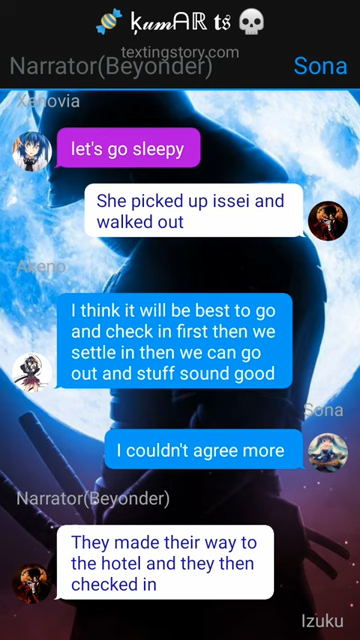 🍬 ķ𝓊𝓂ᗩℝ 𝖙𝖘 💀
textingstory.com
Narrator(Beyonder)
Sona
Xenovia
let's go sleepy
She picked up issei and
walked out
Akeno
I think it will be best to go
and check in first then we
settle in then we can go
out and stuff sound good
Sona
I couldn't agree more
Narrator(Beyonder)
They made their way to
the hotel and they then
checked in
Izuku